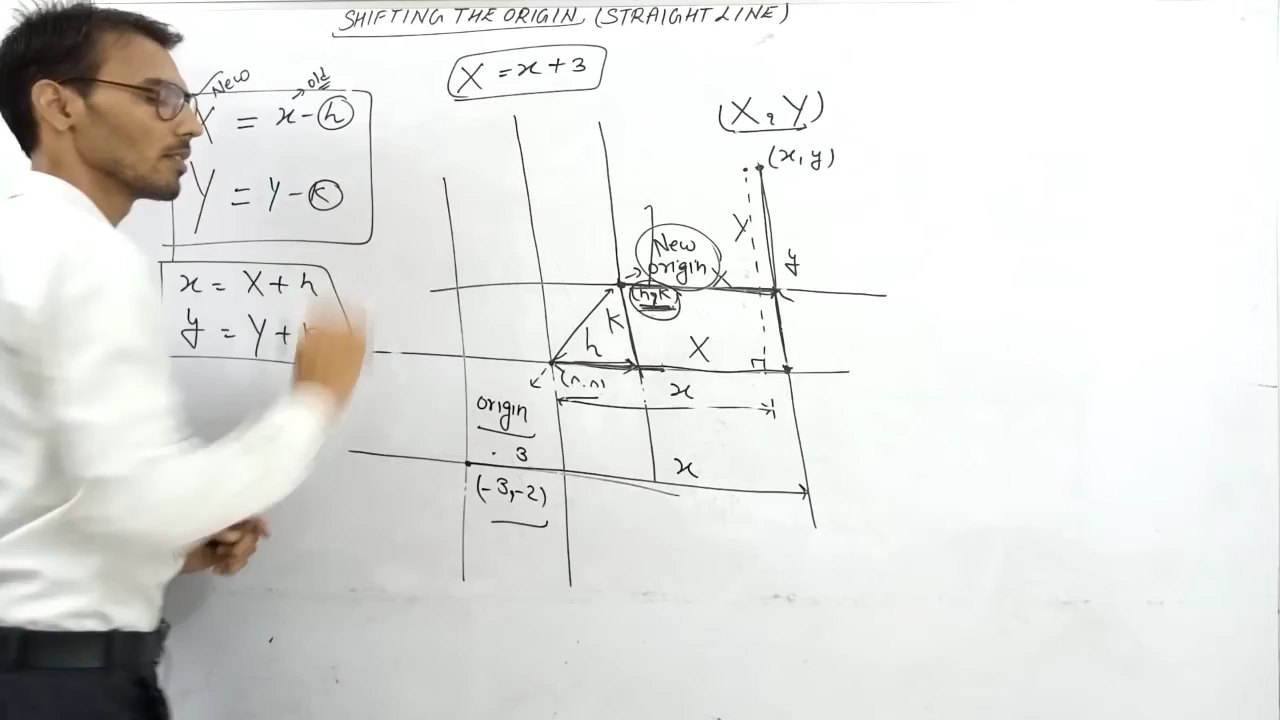 SHIFTING THE ORIGIN (STRAIGHT LINE)
X = x + 3
New
old
X = x - h
Y = y - k
x = X + h
y = Y +
(X, Y)
(x, y)
Y
y
New
origin
X
(h, k)
k
h
X
x
origin
3
x
(-3,-2)